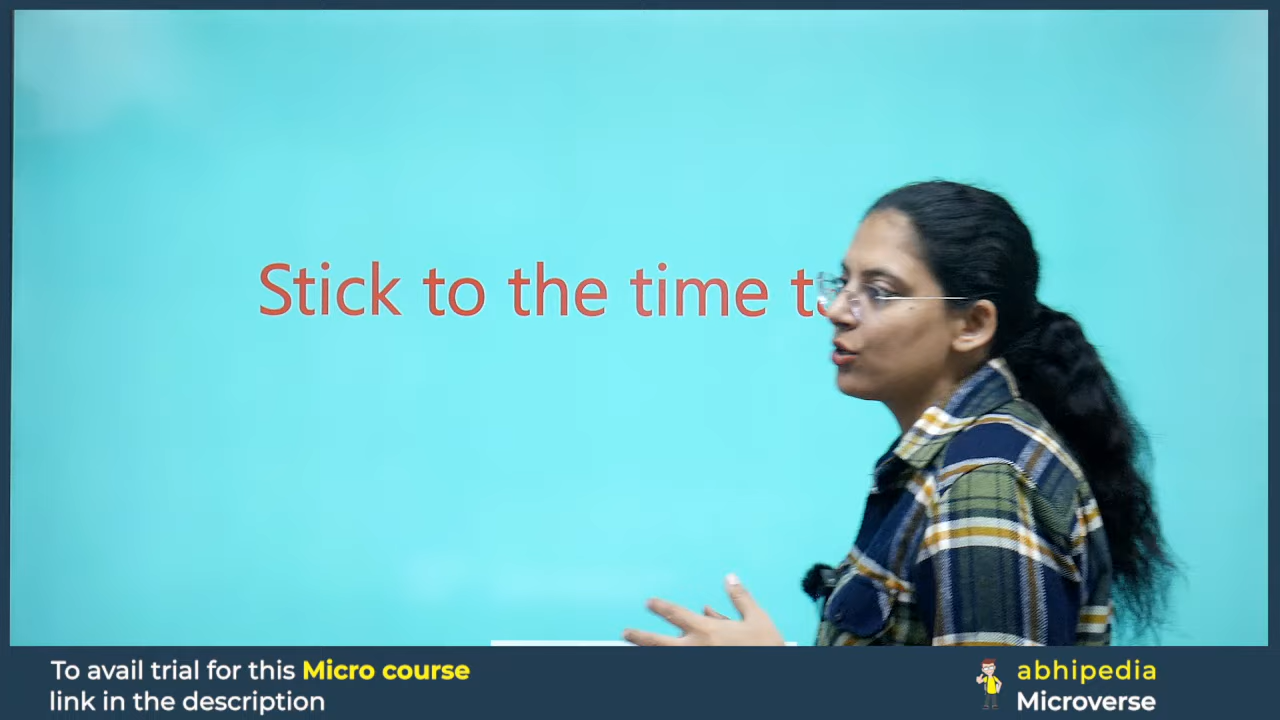 Stick to the time
To avail trial for this Micro course
link in the description
abhipedia
Microverse